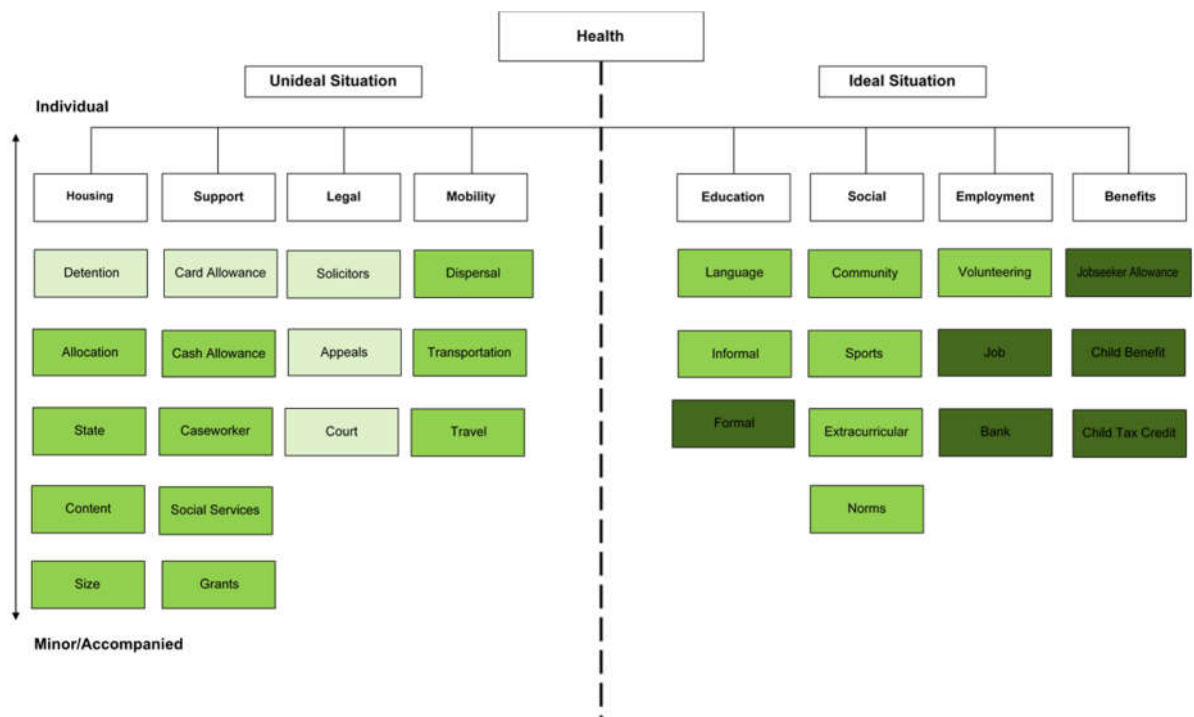 Health
Unideal Situation
Ideal Situation
Individual
Housing
Support
Legal
Mobility
Education
Social
Employment
Benefits
Detention
Card Allowance
Solicitors
Dispersal
Language
Community
Volunteering
Jobseeker Allowance
Allocation
Cash Allowance
Appeals
Transportation
Informal
Sports
Job
Child Benefit
State
Caseworker
Court
Travel
Formal
Extracurricular
Bank
Child Tax Credit
Content
Social Services
Norms
Size
Grants
Minor/Accompanied